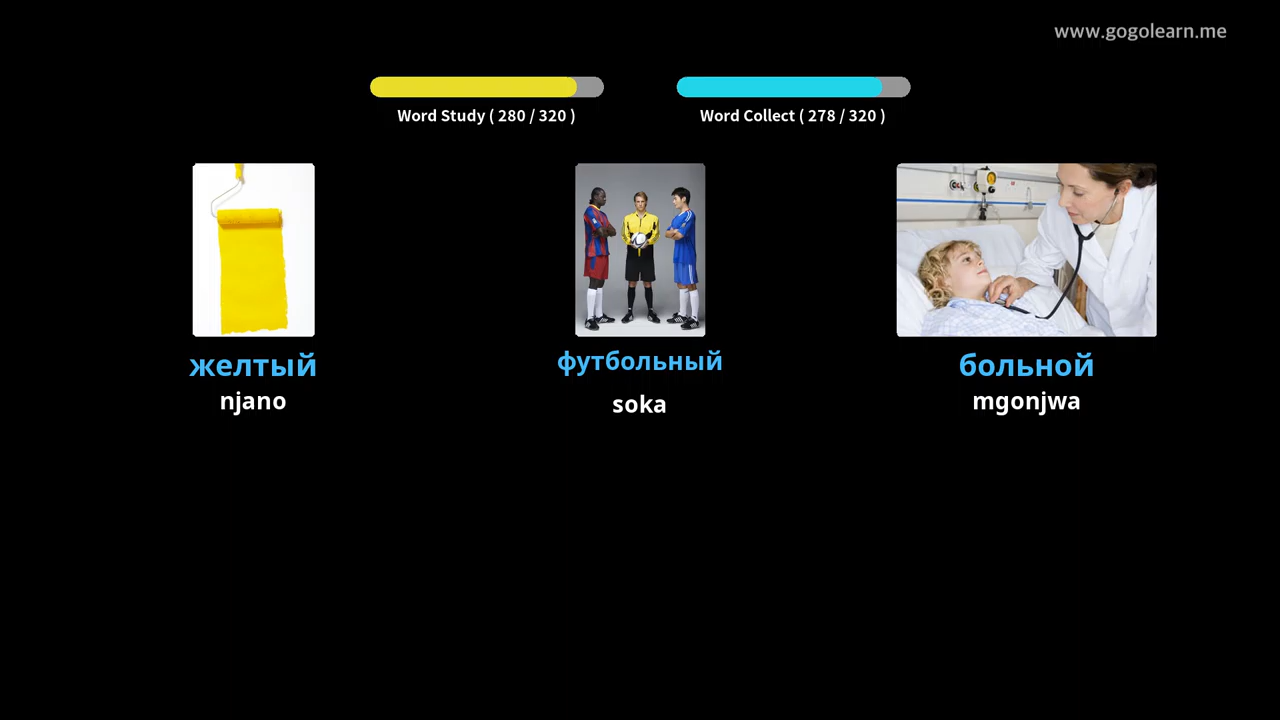 www.gogolearn.me
Word Study ( 280 / 320 )
Word Collect ( 278 / 320 )
желтый
njano
футбольный
soka
больной
mgonjwa